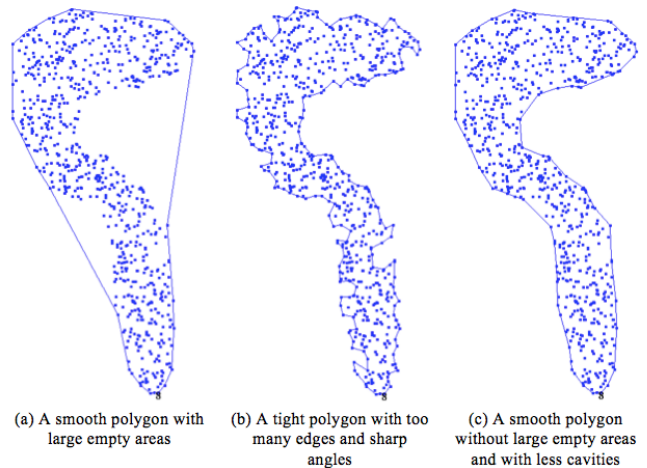 (a) A smooth polygon with
large empty areas
(b) A tight polygon with too
many edges and sharp
angles
(c) A smooth polygon
without large empty areas
and with less cavities